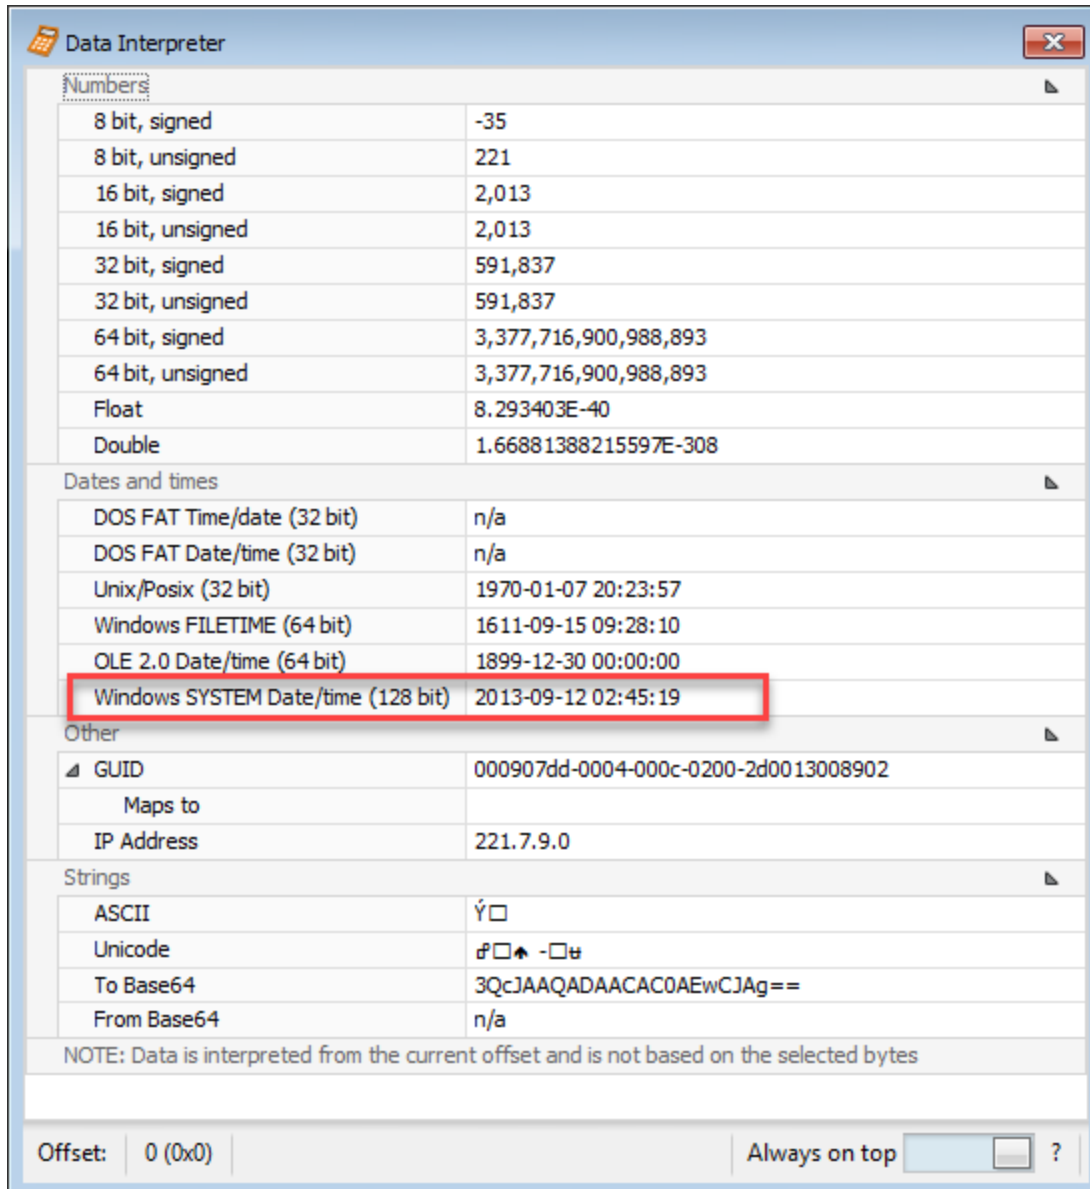 Data Interpreter
Numbers
8 bit, signed -35
8 bit, unsigned 221
16 bit, signed 2,013
16 bit, unsigned 2,013
32 bit, signed 591,837
32 bit, unsigned 591,837
64 bit, signed 3,377,716,900,988,893
64 bit, unsigned 3,377,716,900,988,893
Float 8.293403E-40
Double 1.66881388215597E-308
Dates and times
DOS FAT Time/date (32 bit) n/a
DOS FAT Date/time (32 bit) n/a
Unix/Posix (32 bit) 1970-01-07 20:23:57
Windows FILETIME (64 bit) 1611-09-15 09:28:10
OLE 2.0 Date/time (64 bit) 1899-12-30 00:00:00
Windows SYSTEM Date/time (128 bit) 2013-09-12 02:45:19
Other
GUID 000907dd-0004-000c-0200-2d0013008902
Maps to
IP Address 221.7.9.0
Strings
ASCII Ý□
Unicode
To Base64 3QcJAAQADAACAC0AEwCJAg==
From Base64 n/a
NOTE: Data is interpreted from the current offset and is not based on the selected bytes
Offset: 0 (0x0) Always on top ?